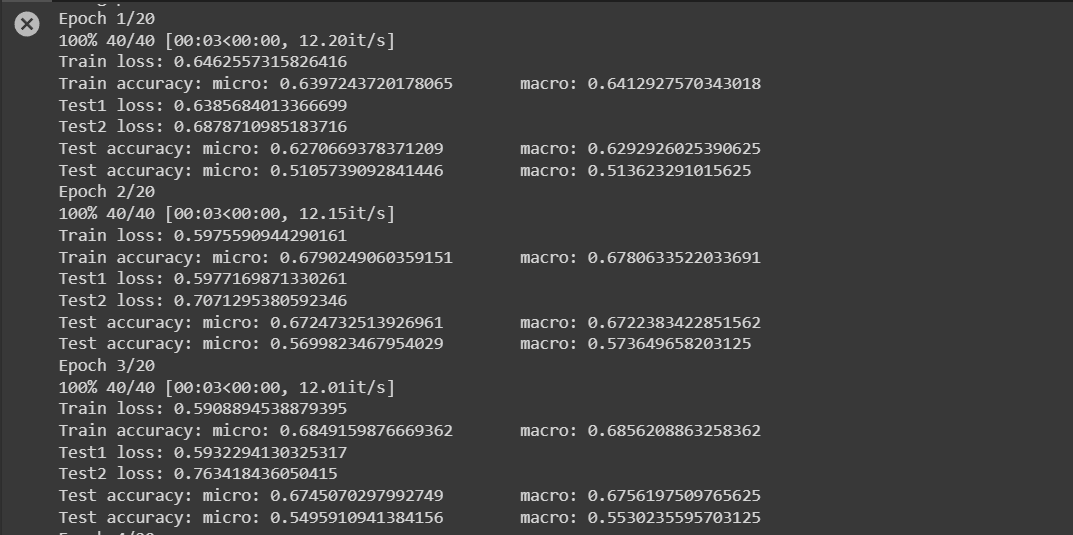 Epoch 1/20
100% 40/40 [00:03<00:00, 12.20it/s]
Train loss: 0.6462557315826416
Train accuracy: micro: 0.6397243720178065 macro: 0.6412927570343018
Test1 loss: 0.6385684013366699
Test2 loss: 0.6878710985183716
Test accuracy: micro: 0.6270669378371209 macro: 0.6292926025390625
Test accuracy: micro: 0.5105739092841446 macro: 0.513623291015625
Epoch 2/20
100% 40/40 [00:03<00:00, 12.15it/s]
Train loss: 0.5975590944290161
Train accuracy: micro: 0.6790249060359151 macro: 0.6780633522033691
Test1 loss: 0.5977169871330261
Test2 loss: 0.7071295380592346
Test accuracy: micro: 0.6724732513926961 macro: 0.6722383422851562
Test accuracy: micro: 0.5699823467954029 macro: 0.573649658203125
Epoch 3/20
100% 40/40 [00:03<00:00, 12.01it/s]
Train loss: 0.5908894538879395
Train accuracy: micro: 0.6849159876669362 macro: 0.6856208863258362
Test1 loss: 0.5932294130325317
Test2 loss: 0.763418436050415
Test accuracy: micro: 0.6745070297992749 macro: 0.6756197509765625
Test accuracy: micro: 0.5495910941384156 macro: 0.5530235595703125